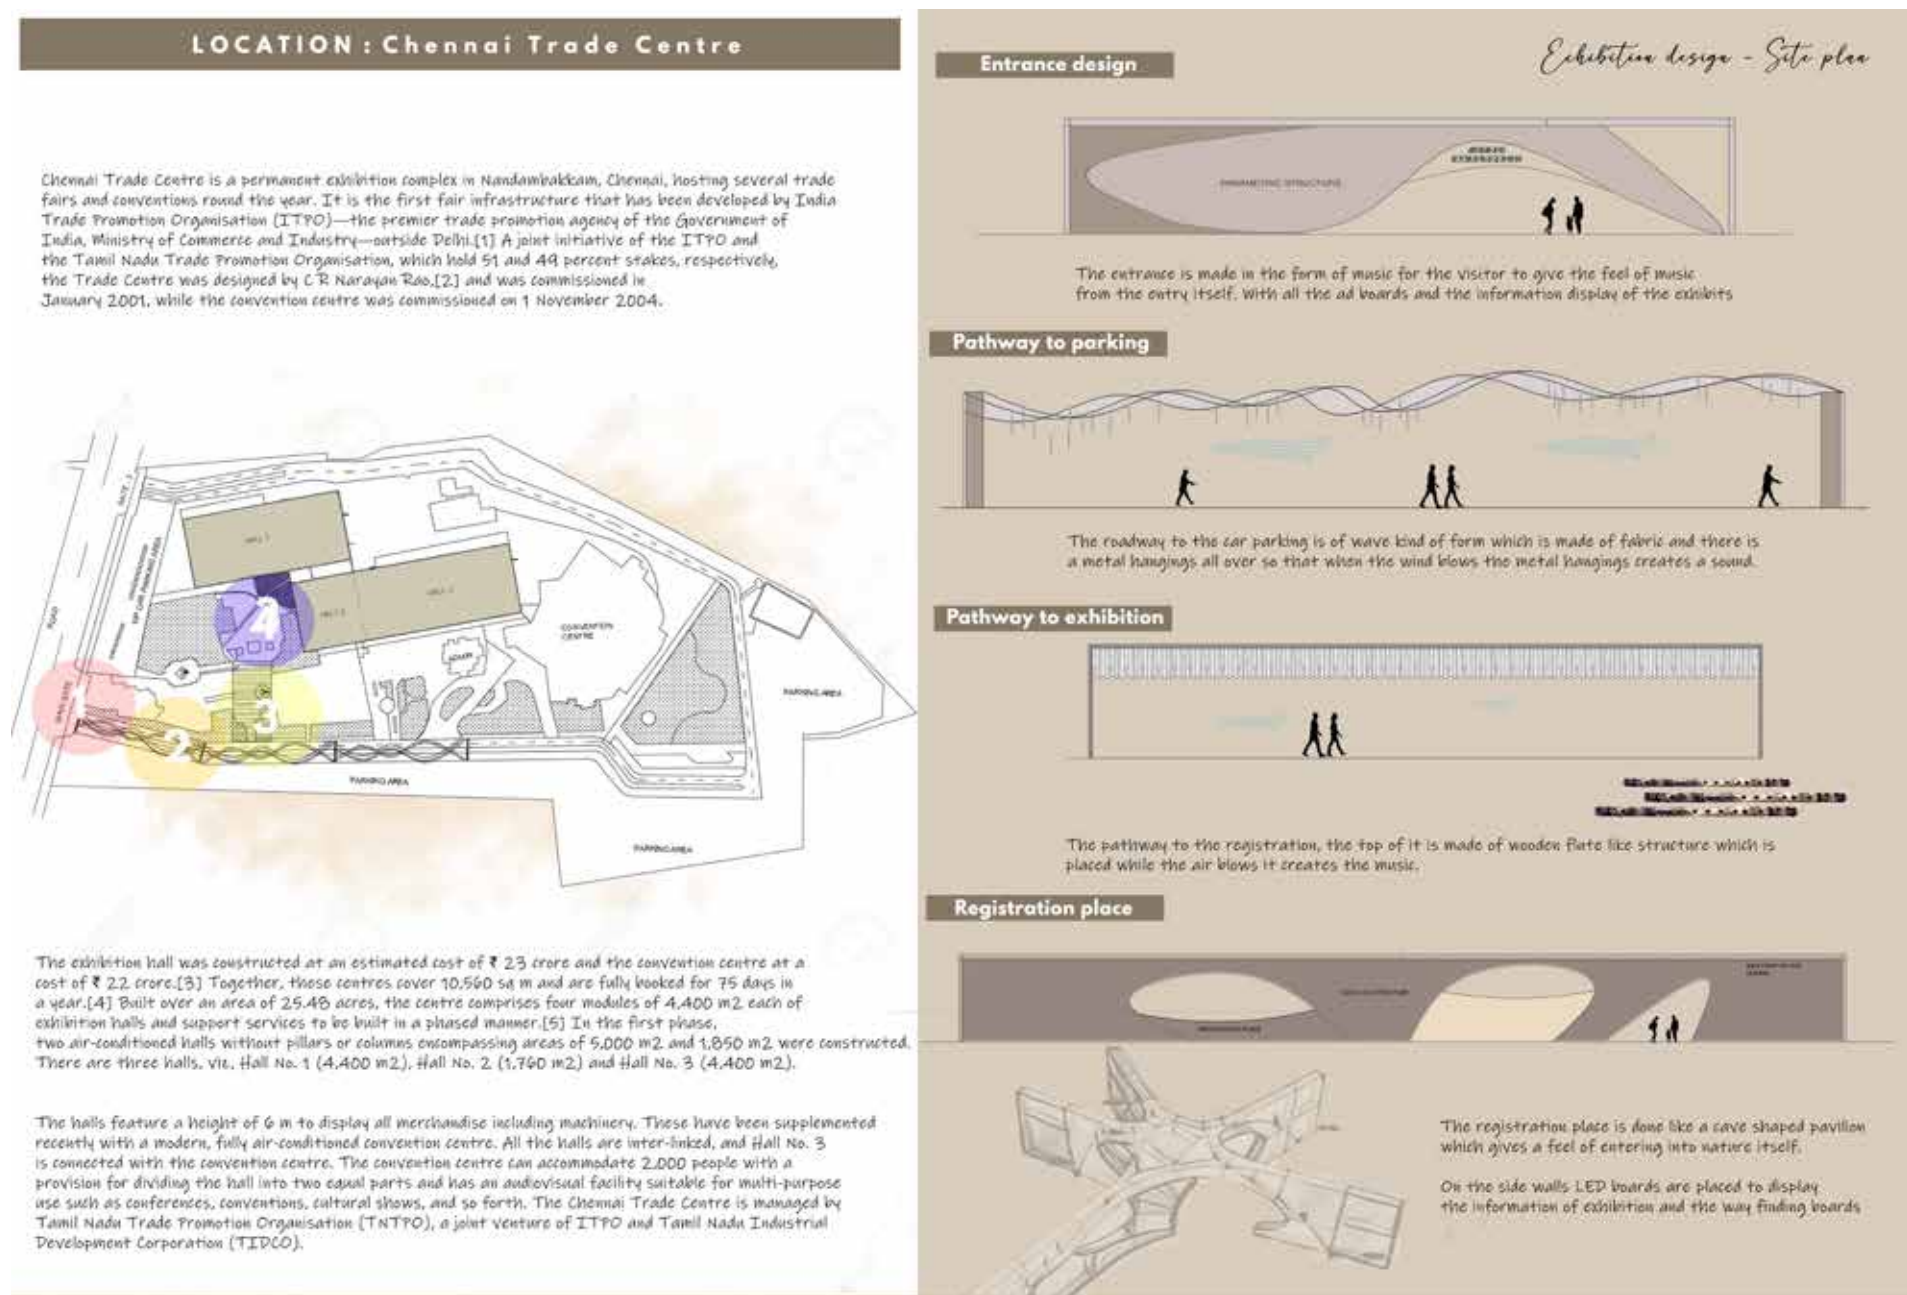 LOCATION : Chennai Trade Centre
Chennai Trade Centre is a permanent exhibition complex in Nandambakkam, Chennai, hosting several trade
fairs and conventions round the year. It is the first fair infrastructure that has been developed by India
Trade Promotion Organisation (ITPO)—the premier trade promotion agency of the Government of
India, Ministry of Commerce and Industry—outside Delhi.[1] A joint initiative of the ITPO and
the Tamil Nadu Trade Promotion Organisation, which hold 51 and 49 percent stakes, respectively,
the Trade Centre was designed by C R Narayan Rao,[2] and was commissioned in
January 2001, while the convention centre was commissioned on 1 November 2004.
ROAD
HALL
CONVENTION
CENTRE
1
2
3
4
PARKING AREA
PARKING AREA
PARKING AREA
The exhibition hall was constructed at an estimated cost of ₹ 23 crore and the convention centre at a
cost of ₹ 22 crore.[3] Together, these centres cover 10,560 sq m and are fully booked for 75 days in
a year.[4] Built over an area of 25.48 acres, the centre comprises four modules of 4,400 m2 each of
exhibition halls and support services to be built in a phased manner.[5] In the first phase,
two air-conditioned halls without pillars or columns encompassing areas of 5,000 m2 and 1,850 m2 were constructed.
There are three halls, viz., Hall No. 1 (4,400 m2), Hall No. 2 (1,760 m2) and Hall No. 3 (4,400 m2).
The halls feature a height of 6 m to display all merchandise including machinery. These have been supplemented
recently with a modern, fully air-conditioned convention centre. All the halls are inter-linked, and Hall No. 3
is connected with the convention centre. The convention centre can accommodate 2,000 people with a
provision for dividing the hall into two equal parts and has an audiovisual facility suitable for multi-purpose
use such as conferences, conventions, cultural shows, and so forth. The Chennai Trade Centre is managed by
Tamil Nadu Trade Promotion Organisation (TNTPO), a joint venture of ITPO and Tamil Nadu Industrial
Development Corporation (TIDCO).
Exhibition design - Site plan
Entrance design
PARAMETRIC STRUCTURE
The entrance is made in the form of music for the visitor to give the feel of music
from the entry itself. With all the ad boards and the information display of the exhibits
Pathway to parking
The roadway to the car parking is of wave kind of form which is made of fabric and there is
a metal hangings all over so that when the wind blows the metal hangings creates a sound.
Pathway to exhibition
The pathway to the registration, the top of it is made of wooden flute like structure which is
placed while the air blows it creates the music.
Registration place
The registration place is done like a cave shaped pavilion
which gives a feel of entering into nature itself.
On the side walls LED boards are placed to display
the information of exhibition and the way finding boards